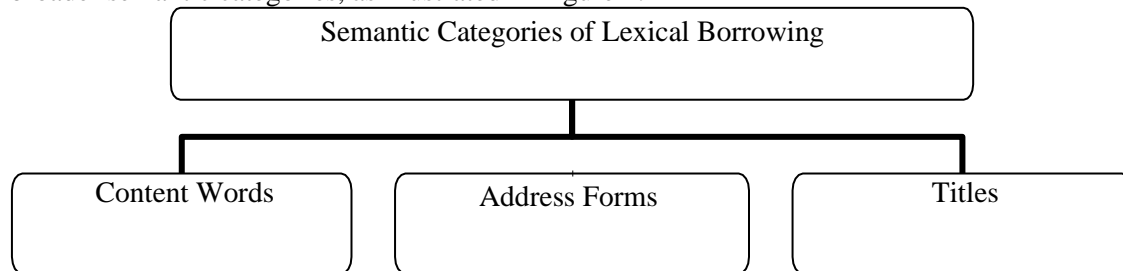 Semantic Categories of Lexical Borrowing
Content Words
Address Forms
Titles